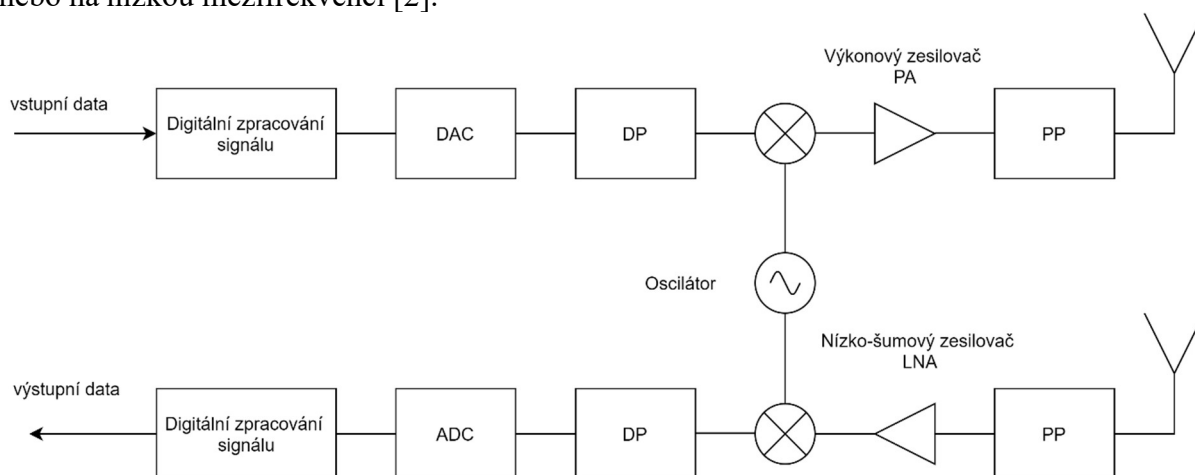 nebo na nízkou mezifrekvenci [2].
Výkonový zesilovač
PA
vstupní data
Digitální zpracování
signálu
DAC
DP
PP
Oscilátor
Nízko-šumový zesilovač
LNA
výstupní data
Digitální zpracování
signálu
ADC
DP
PP